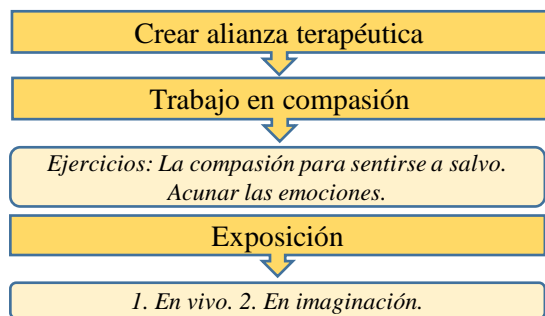 Crear alianza terapéutica
Trabajo en compasión
Ejercicios: La compasión para sentirse a salvo.
Acunar las emociones.
Exposición
1. En vivo. 2. En imaginación.